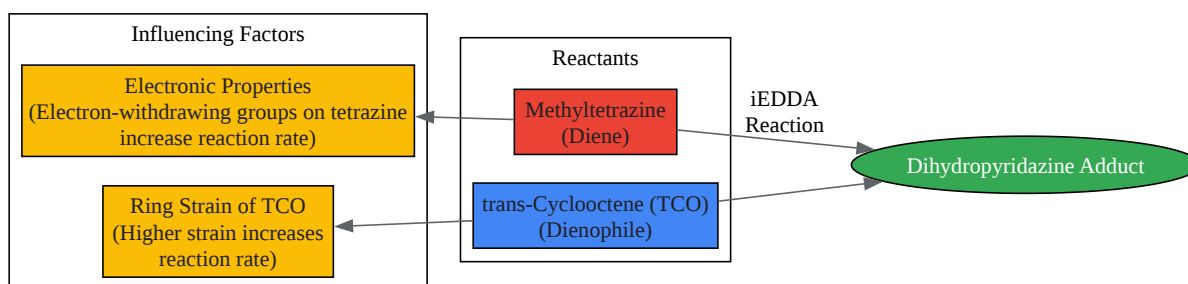 Influencing Factors
Electronic Properties
(Electron-withdrawing groups on tetrazine
increase reaction rate)
Ring Strain of TCO
(Higher strain increases
reaction rate)
Reactants
Methyltetrazine
(Diene)
trans-Cyclooctene (TCO)
(Dienophile)
iEDDA
Reaction
Dihydropyridazine Adduct